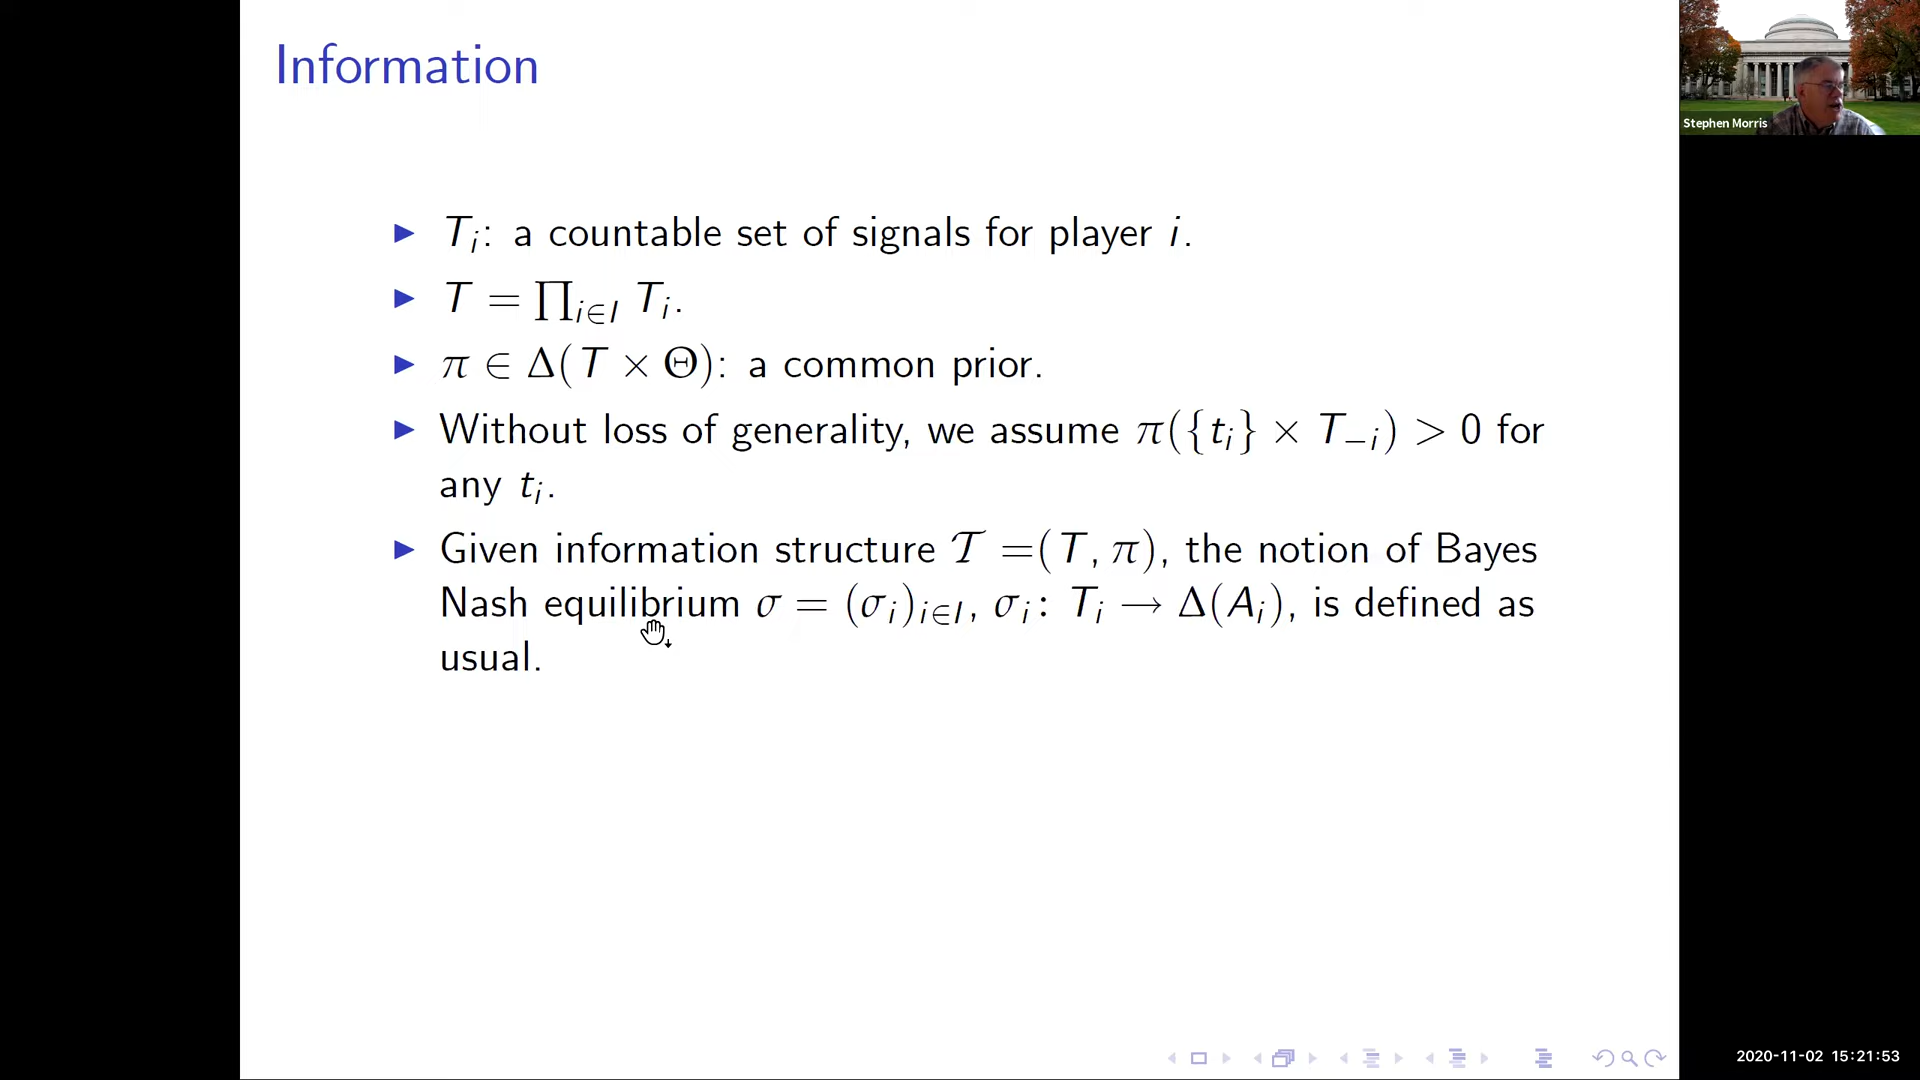 Information
Stephen Morris
▶ T_i: a countable set of signals for player i.
▶ T = ∏_{i∈I} T_i.
▶ π ∈ Δ(T × Θ): a common prior.
▶ Without loss of generality, we assume π({t_i} × T_{−i}) > 0 for
any t_i.
▶ Given information structure 𝒯 =(T, π), the notion of Bayes
Nash equilibrium σ = (σ_i)_{i∈I}, σ_i: T_i → Δ(A_i), is defined as
usual.
2020-11-02 15:21:53